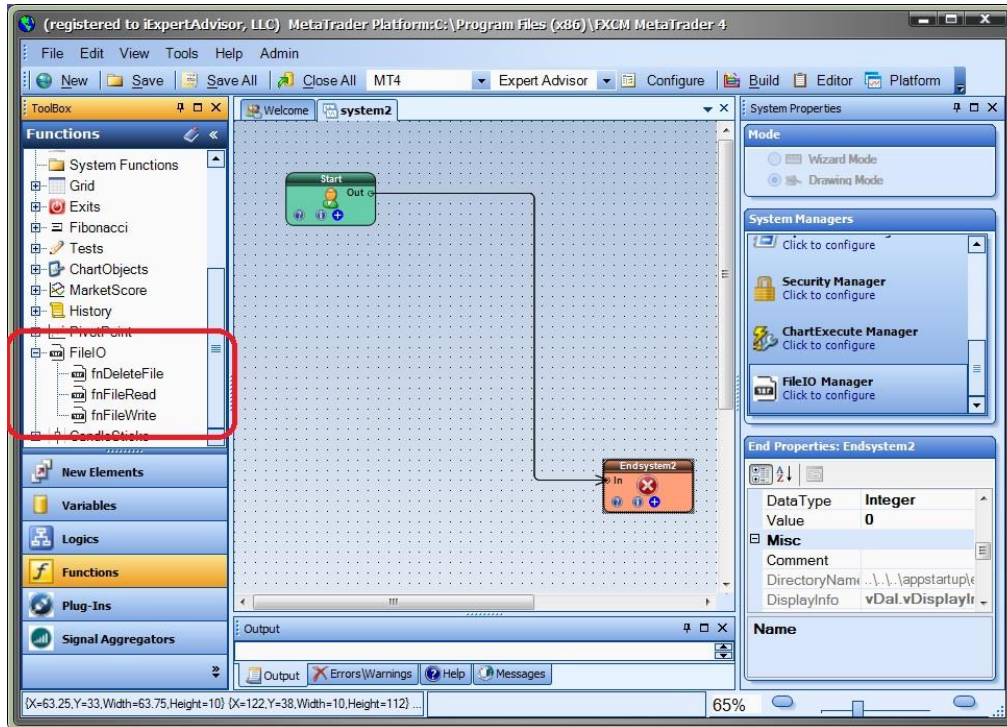 (registered to iExpertAdvisor, LLC) MetaTrader Platform:C:\Program Files (x86)\FXCM MetaTrader 4
File Edit View Tools Help Admin
New Save Save All Close All MT4 Expert Advisor Configure Build Editor Platform
ToolBox
Functions
System Functions
Grid
Exits
Fibonacci
Tests
ChartObjects
MarketScore
History
PivotPoint
FileIO
fnDeleteFile
fnFileRead
fnFileWrite
CandleSticks
New Elements
Variables
Logics
Functions
Plug-Ins
Signal Aggregators
Welcome system2
Start
Out
Endsystem2
In
Output
Output Errors\Warnings Help Messages
System Properties
Mode
Wizard Mode
Drawing Mode
System Managers
Click to configure
Security Manager
Click to configure
ChartExecute Manager
Click to configure
FileIO Manager
Click to configure
End Properties: Endsystem2
DataType Integer
Value 0
Misc
Comment
DirectoryName ..\..\..\appstartup\e
DisplayInfo vDal.vDisplayIr
Name
{X=63.25,Y=33,Width=63.75,Height=10} {X=122,Y=38,Width=10,Height=112} ...
65%